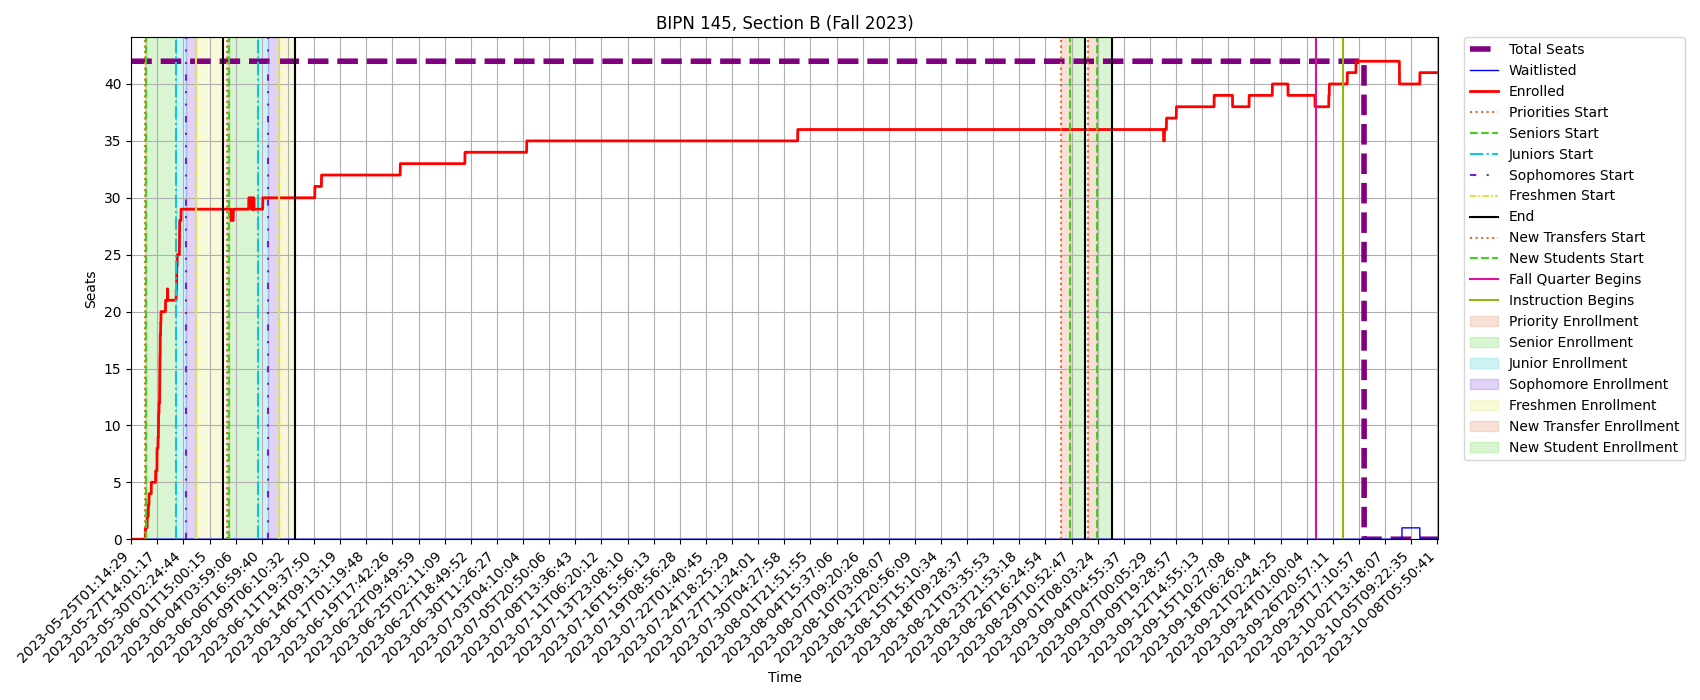 BIPN 145, Section B (Fall 2023)
Seats
40
35
30
25
20
15
10
5
0
2023-05-25T01:14:29
2023-05-27T14:01:17
2023-05-30T02:24:44
2023-06-01T15:00:15
2023-06-04T03:59:06
2023-06-06T16:59:40
2023-06-09T06:10:32
2023-06-11T19:37:50
2023-06-14T09:13:19
2023-06-17T01:19:48
2023-06-19T17:42:26
2023-06-22T09:49:59
2023-06-25T02:11:09
2023-06-27T18:49:52
2023-06-30T11:26:27
2023-07-03T04:10:04
2023-07-05T20:50:06
2023-07-08T13:36:43
2023-07-11T06:20:12
2023-07-13T23:08:10
2023-07-16T15:56:13
2023-07-19T08:56:28
2023-07-22T01:40:45
2023-07-24T18:25:29
2023-07-27T11:24:01
2023-07-30T04:27:58
2023-08-01T21:51:55
2023-08-04T15:37:06
2023-08-07T09:20:26
2023-08-10T03:08:07
2023-08-12T20:56:09
2023-08-15T15:10:34
2023-08-18T09:28:37
2023-08-21T03:35:53
2023-08-23T21:53:18
2023-08-26T16:24:54
2023-08-29T10:52:47
2023-09-01T08:03:24
2023-09-04T04:55:37
2023-09-07T00:05:29
2023-09-09T19:28:57
2023-09-12T14:55:13
2023-09-15T10:27:08
2023-09-18T06:26:04
2023-09-21T02:24:25
2023-09-24T01:00:04
2023-09-26T20:57:11
2023-09-29T17:10:57
2023-10-02T13:18:07
2023-10-05T09:22:35
2023-10-08T05:50:41
Time
Total Seats
Waitlisted
Enrolled
Priorities Start
Seniors Start
Juniors Start
Sophomores Start
Freshmen Start
End
New Transfers Start
New Students Start
Fall Quarter Begins
Instruction Begins
Priority Enrollment
Senior Enrollment
Junior Enrollment
Sophomore Enrollment
Freshmen Enrollment
New Transfer Enrollment
New Student Enrollment